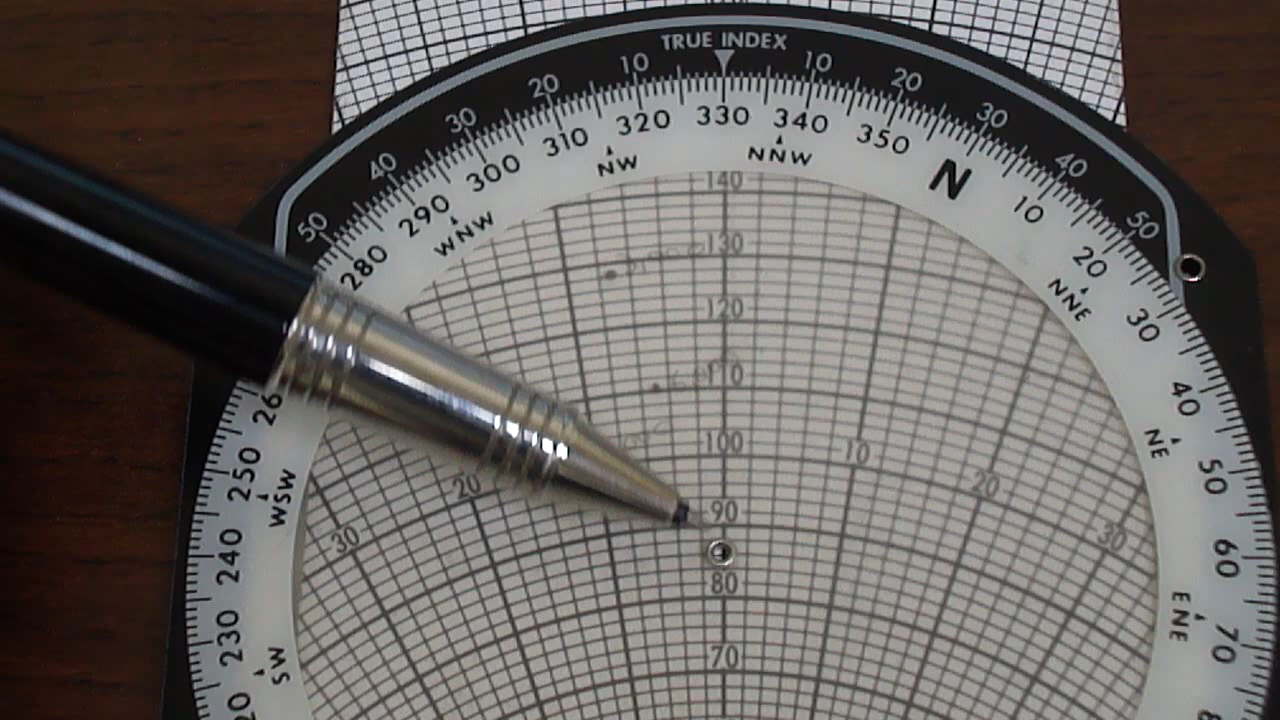 TRUE INDEX
50 40 30 20 10 10 20 30 40 50
280 290 300 310 320 330 340 350 N 10 20 30 40 50 60 70
WNW NW NNW NNE NE ENE
250 240 230
WSW SW
140
130
120
110
100
90
80
70
30 20 10 20 30